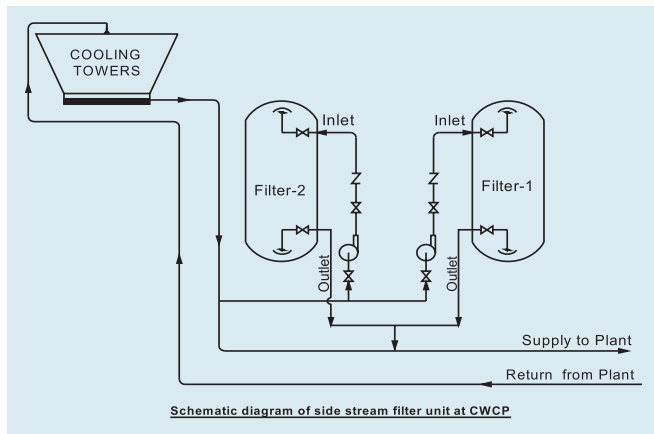 COOLING
TOWERS
Inlet
Inlet
Filter-2
Filter-1
Outlet
Outlet
Supply to Plant
Return from Plant
Schematic diagram of side stream filter unit at CWCP